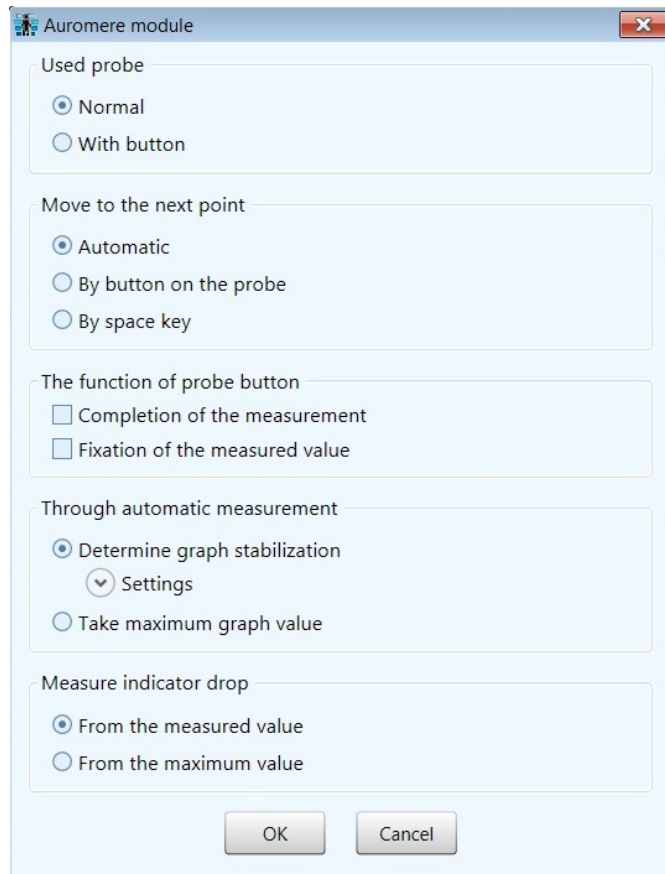 Auromere module
Used probe
Normal
With button
Move to the next point
Automatic
By button on the probe
By space key
The function of probe button
Completion of the measurement
Fixation of the measured value
Through automatic measurement
Determine graph stabilization
Settings
Take maximum graph value
Measure indicator drop
From the measured value
From the maximum value
OK Cancel